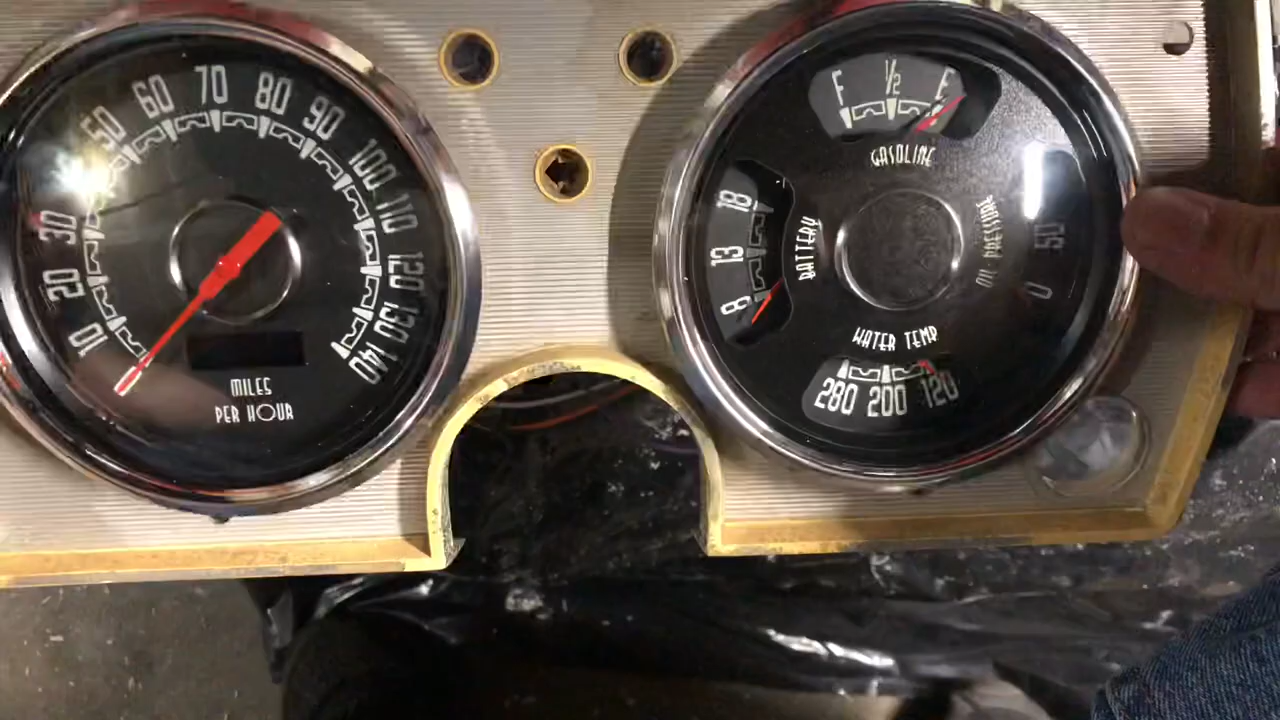 10
20
30
50
60
70
80
90
100
110
120
130
140
MILES
PER HOUR
F 1/2 E
GASOLINE
18
13
8
BATTERY
OIL PRESSURE
50
0
WATER TEMP
280 200 120